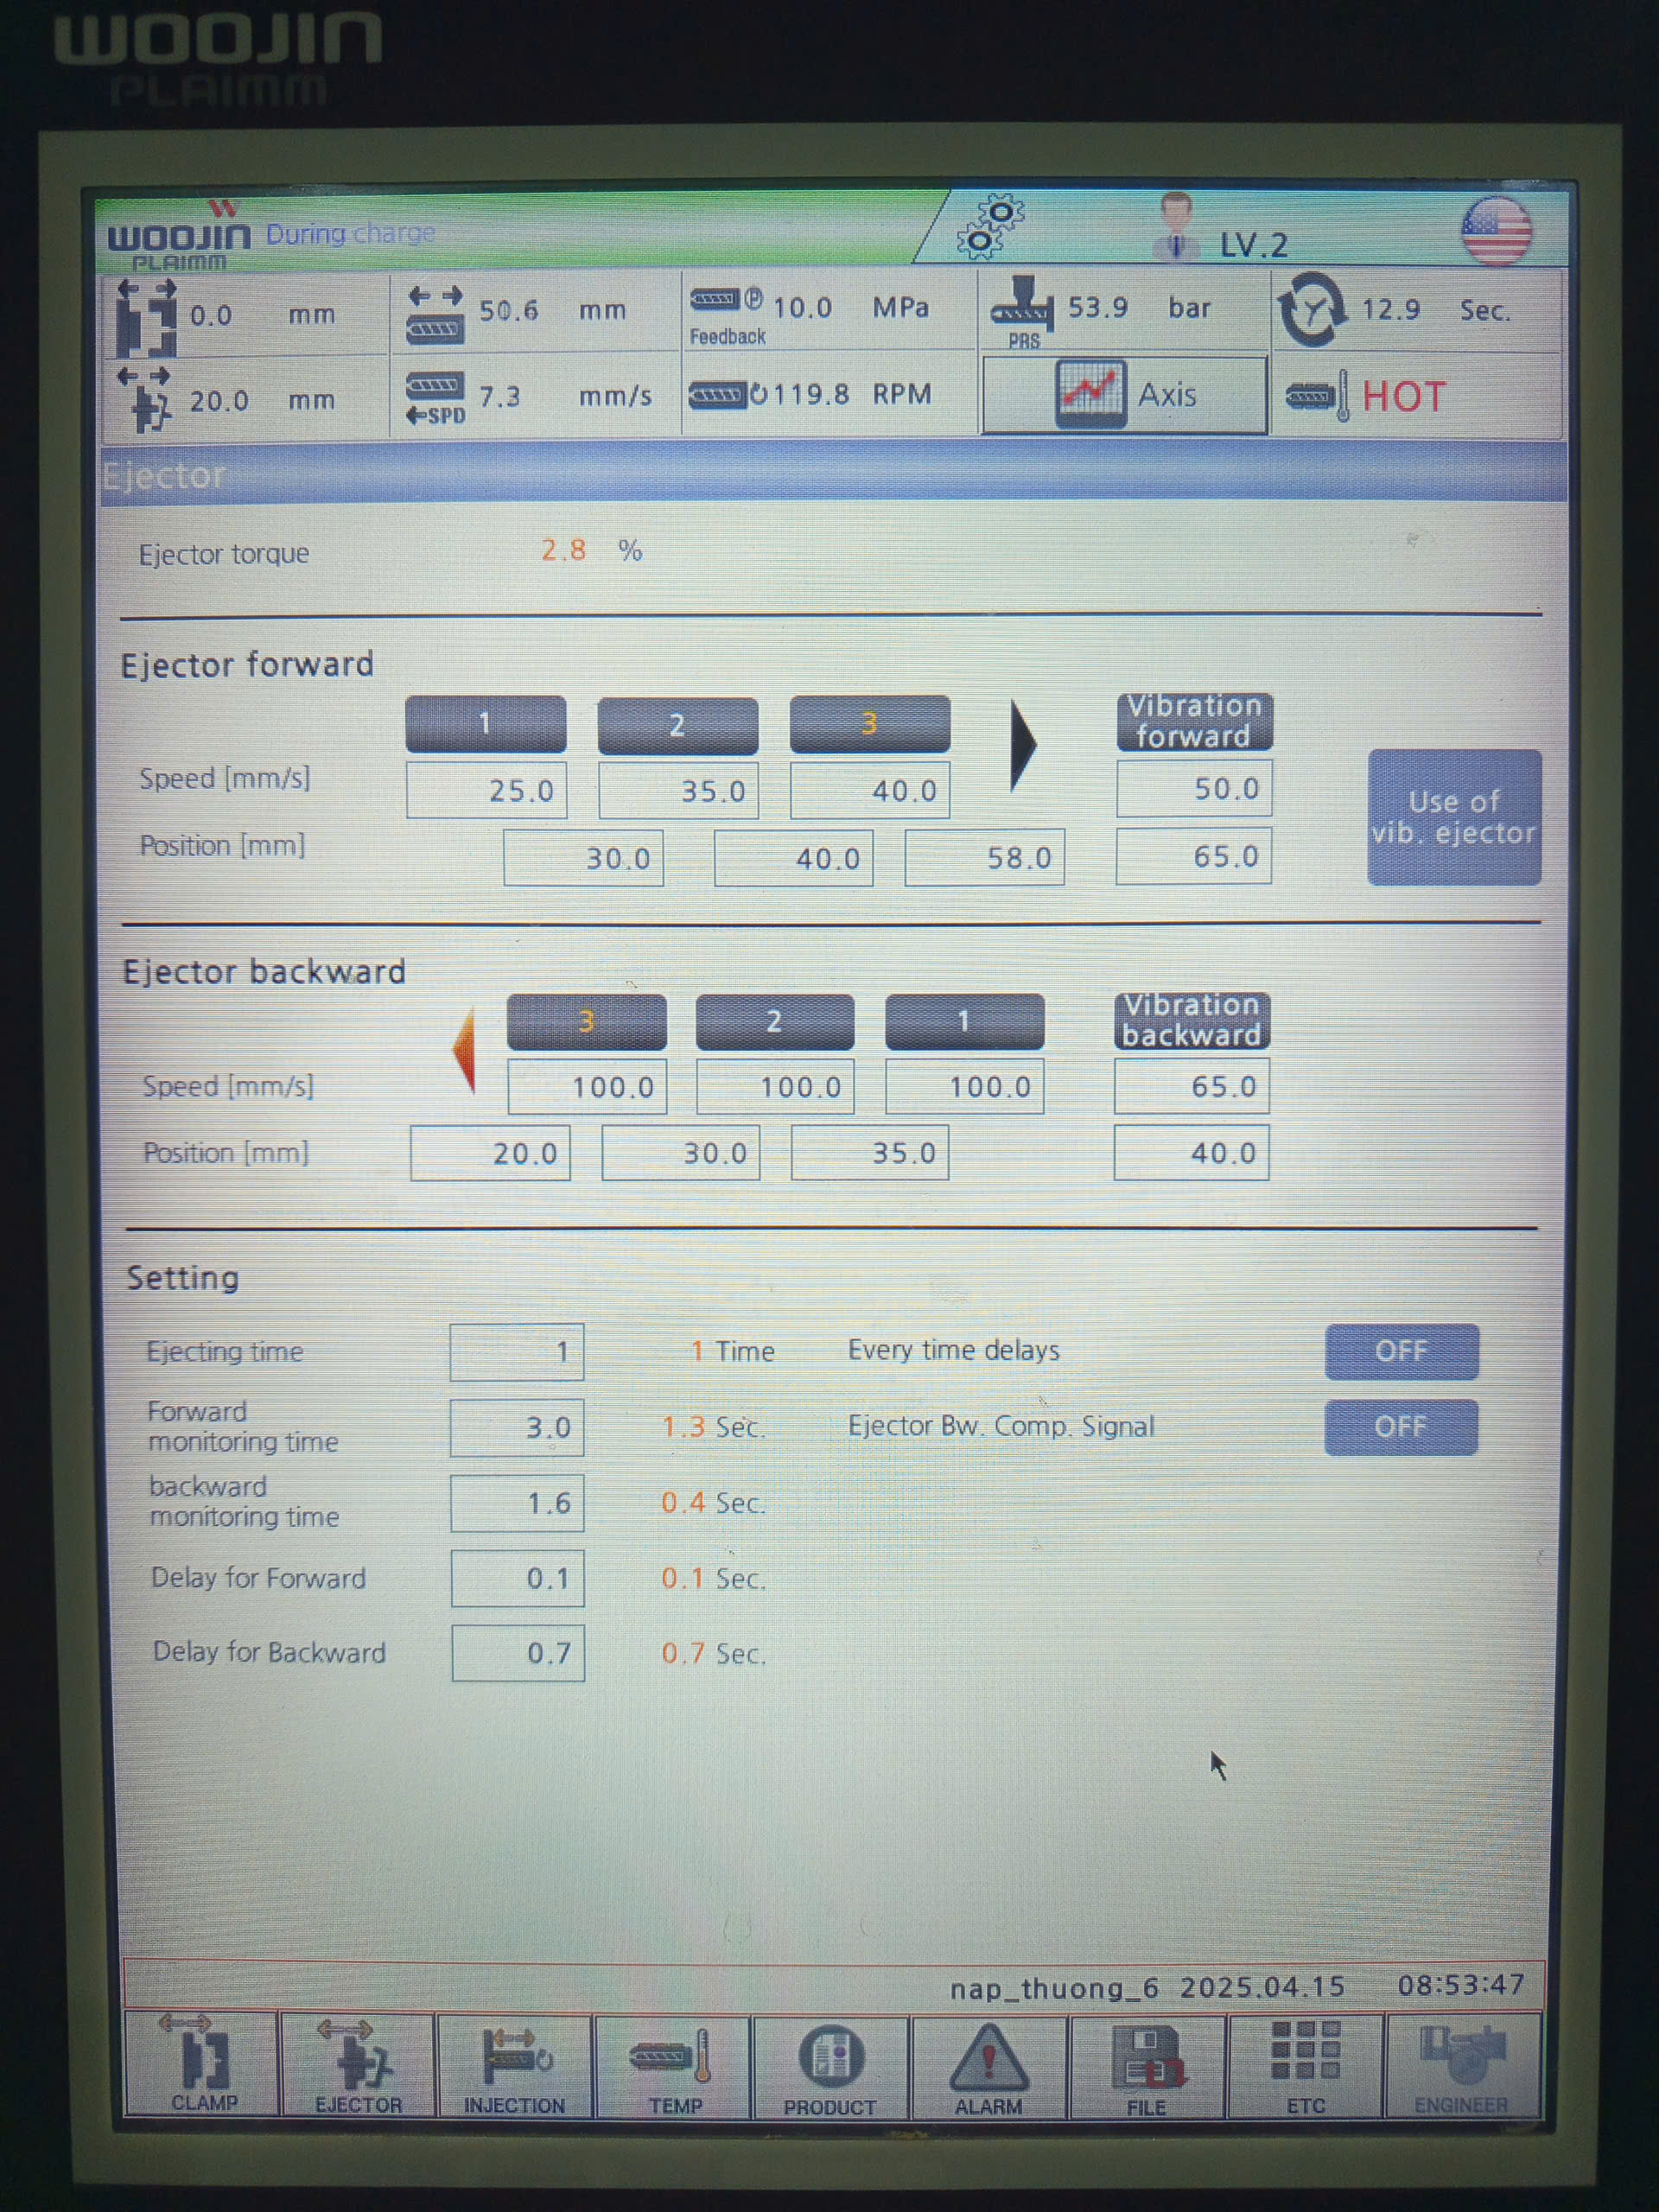 WOOJIN
PLAIMM
WOOJIN During charge
PLAIMM
LV.2
0.0 mm
50.6 mm
P 10.0 MPa
Feedback
53.9 bar
PRS
12.9 Sec.
20.0 mm
7.3 mm/s
SPD
119.8 RPM
Axis
HOT
Ejector
Ejector torque 2.8 %
Ejector forward
1 2 3 Vibration forward
Speed [mm/s] 25.0 35.0 40.0 50.0
Position [mm] 30.0 40.0 58.0 65.0
Use of
vib. ejector
Ejector backward
3 2 1 Vibration backward
Speed [mm/s] 100.0 100.0 100.0 65.0
Position [mm] 20.0 30.0 35.0 40.0
Setting
Ejecting time 1 1 Time Every time delays OFF
Forward
monitoring time 3.0 1.3 Sec. Ejector Bw. Comp. Signal OFF
backward
monitoring time 1.6 0.4 Sec.
Delay for Forward 0.1 0.1 Sec.
Delay for Backward 0.7 0.7 Sec.
nap_thuong_6 2025.04.15 08:53:47
CLAMP EJECTOR INJECTION TEMP PRODUCT ALARM FILE ETC ENGINEER